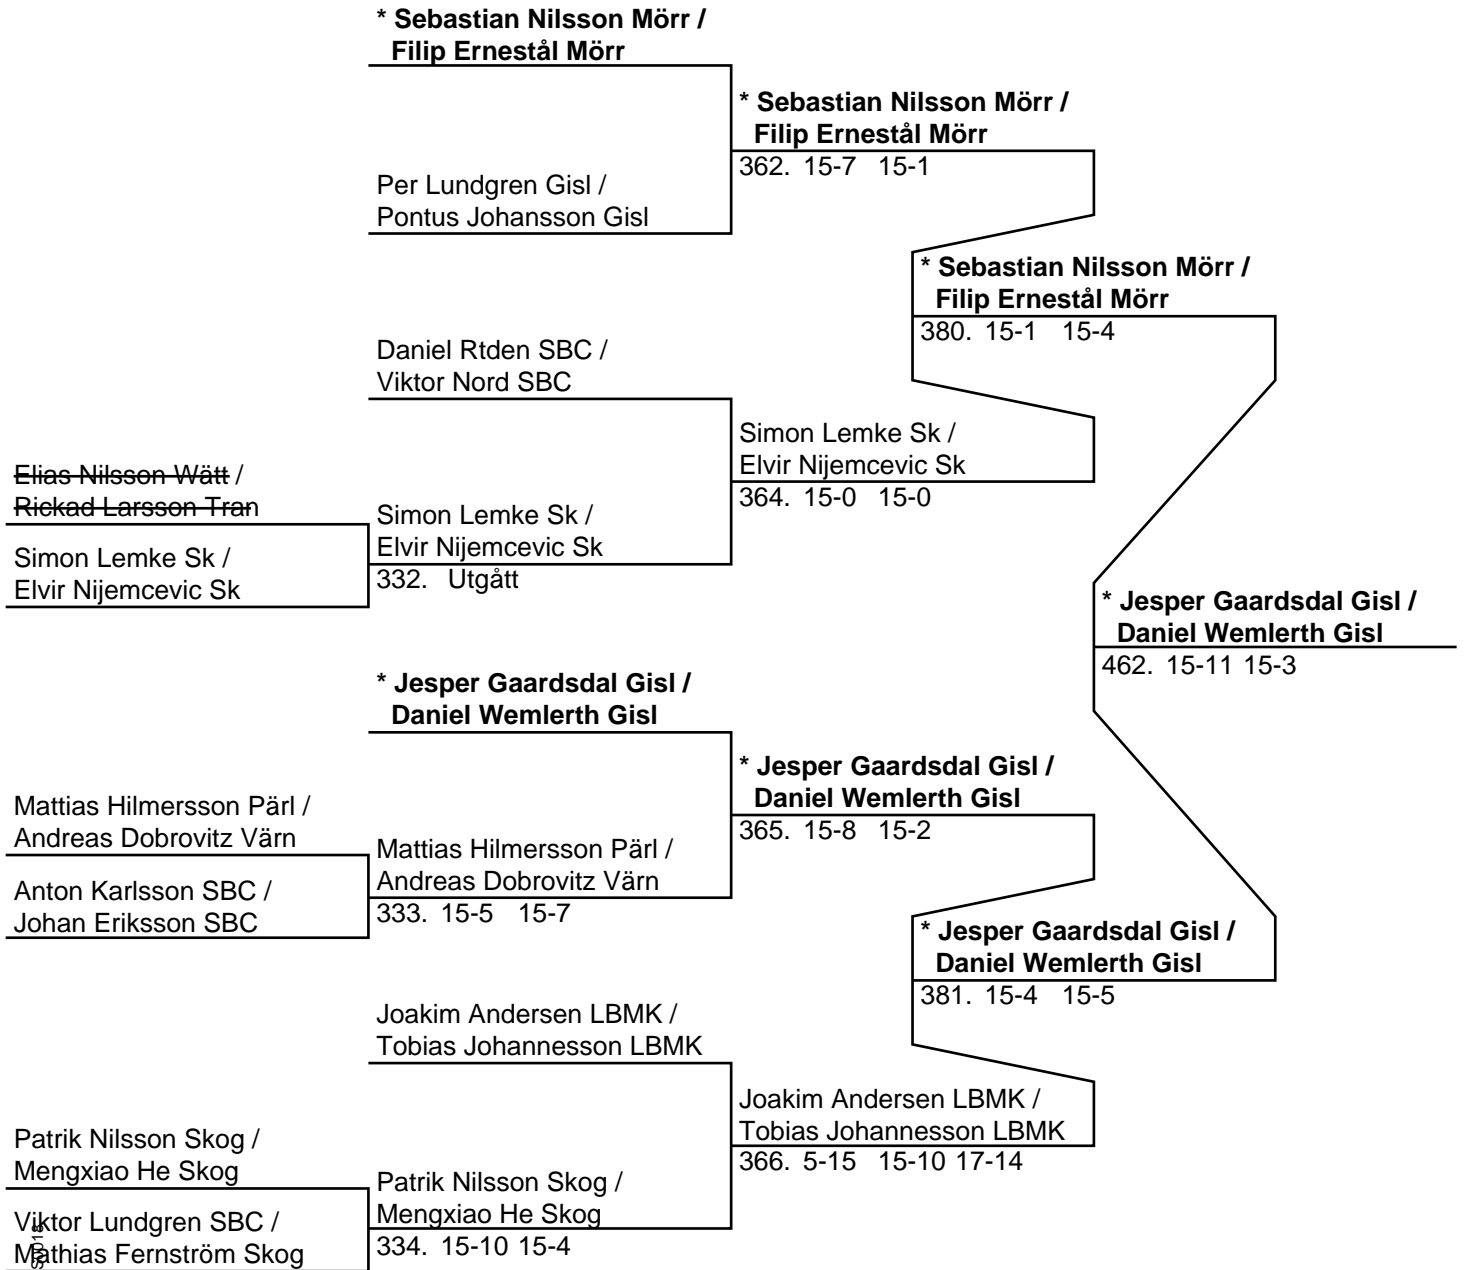 * Sebastian Nilsson Mörr /
Filip Ernestål Mörr
* Sebastian Nilsson Mörr /
Filip Ernestål Mörr
362. 15-7 15-1
Per Lundgren Gisl /
Pontus Johansson Gisl
* Sebastian Nilsson Mörr /
Filip Ernestål Mörr
380. 15-1 15-4
Daniel Rtden SBC /
Viktor Nord SBC
Simon Lemke Sk /
Elvir Nijemcevic Sk
364. 15-0 15-0
Elias Nilsson Wätt /
Rickad Larsson Tran
Simon Lemke Sk /
Elvir Nijemcevic Sk
332. Utgått
Simon Lemke Sk /
Elvir Nijemcevic Sk
* Jesper Gaardsdal Gisl /
Daniel Wemlerth Gisl
462. 15-11 15-3
* Jesper Gaardsdal Gisl /
Daniel Wemlerth Gisl
* Jesper Gaardsdal Gisl /
Daniel Wemlerth Gisl
365. 15-8 15-2
Mattias Hilmersson Pärl /
Andreas Dobrovitz Värn
Mattias Hilmersson Pärl /
Andreas Dobrovitz Värn
333. 15-5 15-7
Anton Karlsson SBC /
Johan Eriksson SBC
* Jesper Gaardsdal Gisl /
Daniel Wemlerth Gisl
381. 15-4 15-5
Joakim Andersen LBMK /
Tobias Johannesson LBMK
Joakim Andersen LBMK /
Tobias Johannesson LBMK
366. 5-15 15-10 17-14
Patrik Nilsson Skog /
Mengxiao He Skog
Patrik Nilsson Skog /
Mengxiao He Skog
334. 15-10 15-4
Viktor Lundgren SBC /
Mathias Fernström Skog